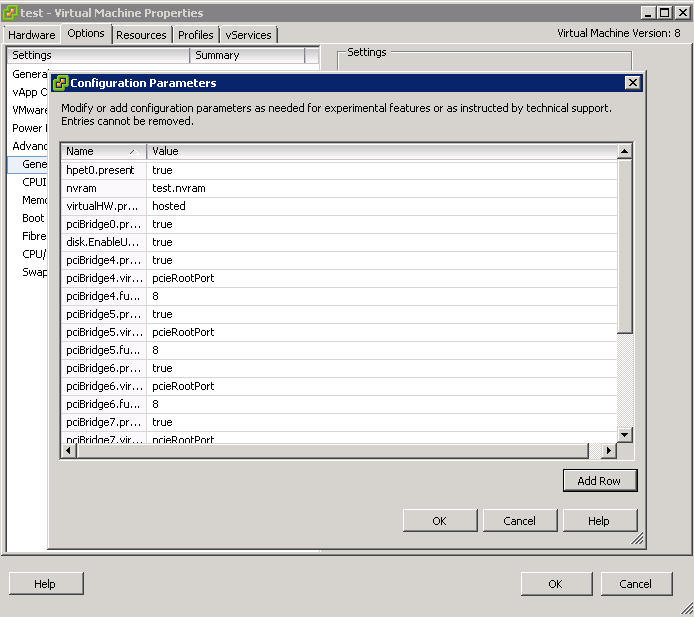 test - Virtual Machine Properties
Hardware Options Resources Profiles vServices Virtual Machine Version: 8
Settings Summary Settings
Genera
vApp O
VMware
Power
Advanc
Gene
CPUI
Memo
Boot
Fibre
CPU/
Swap
Configuration Parameters
Modify or add configuration parameters as needed for experimental features or as instructed by technical support.
Entries cannot be removed.
Name Value
hpet0.present true
nvram test.nvram
virtualHW.pr... hosted
pciBridge0.pr... true
disk.EnableU... true
pciBridge4.pr... true
pciBridge4.vir... pcieRootPort
pciBridge4.fu... 8
pciBridge5.pr... true
pciBridge5.vir... pcieRootPort
pciBridge5.fu... 8
pciBridge6.pr... true
pciBridge6.vir... pcieRootPort
pciBridge6.fu... 8
pciBridge7.pr... true
pciBridge7.vir... pcieRootPort
Add Row
OK Cancel Help
Help OK Cancel